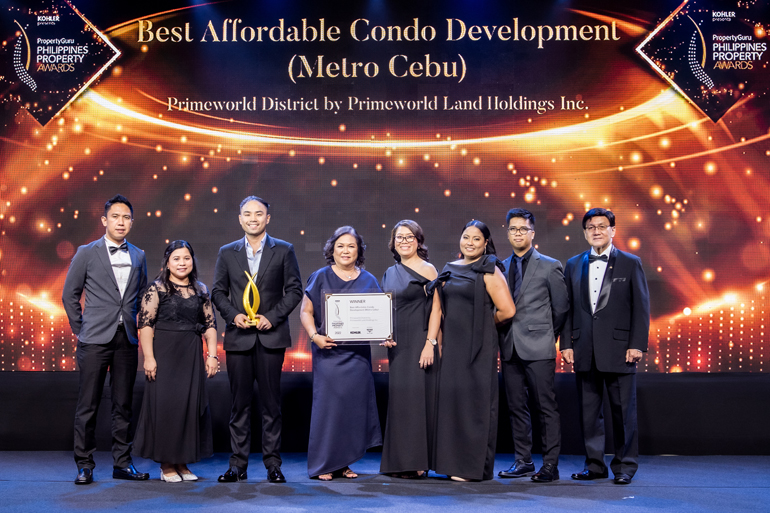 KOHLER
presents
PropertyGuru
PHILIPPINES
PROPERTY
AWARDS
Best Affordable Condo Development
(Metro Cebu)
Primeworld District by Primeworld Land Holdings Inc.
KOHLER
presents
PropertyGuru
PHILIPPINES
PROPERTY
AWARDS
WINNER
KOHLER